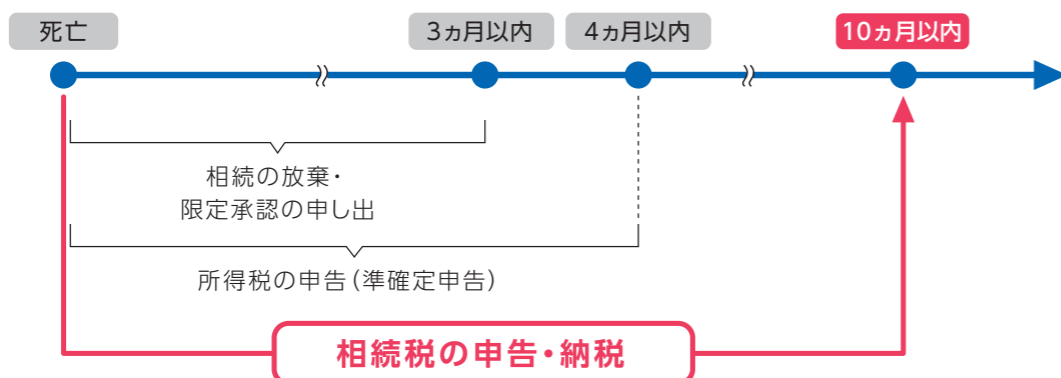 死亡
3ヵ月以内
4ヵ月以内
10ヵ月以内
相続の放棄・
限定承認の申し出
所得税の申告(準確定申告)
相続税の申告・納税